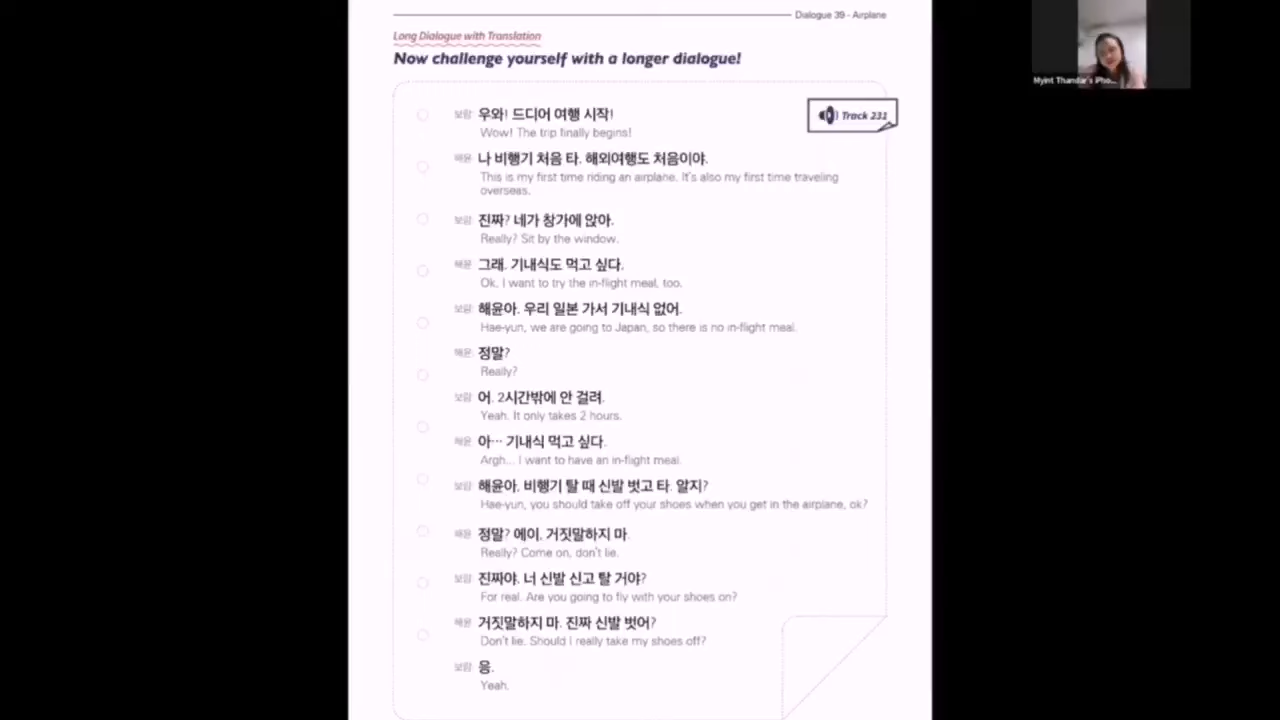 Dialogue 39 - Airplane
Long Dialogue with Translation
Now challenge yourself with a longer dialogue!
Track 231
보람: 우와! 드디어 여행 시작!
Wow! The trip finally begins!
해윤: 나 비행기 처음 타. 해외여행도 처음이야.
This is my first time riding an airplane. It's also my first time traveling
overseas.
보람: 진짜? 네가 창가에 앉아.
Really? Sit by the window.
해윤: 그래. 기내식도 먹고 싶다.
Ok. I want to try the in-flight meal, too.
보람: 해윤아. 우리 일본 가서 기내식 없어.
Hae-yun, we are going to Japan, so there is no in-flight meal.
해윤: 정말?
Really?
보람: 어. 2시간밖에 안 걸려.
Yeah. It only takes 2 hours.
해윤: 아… 기내식 먹고 싶다.
Argh... I want to have an in-flight meal.
보람: 해윤아. 비행기 탈 때 신발 벗고 타. 알지?
Hae-yun, you should take off your shoes when you get in the airplane, ok?
해윤: 정말? 에이. 거짓말하지 마.
Really? Come on, don't lie.
보람: 진짜야. 너 신발 신고 탈 거야?
For real. Are you going to fly with your shoes on?
해윤: 거짓말하지 마. 진짜 신발 벗어?
Don't lie. Should I really take my shoes off?
보람: 응.
Yeah.
Myint Thandar's iPho...